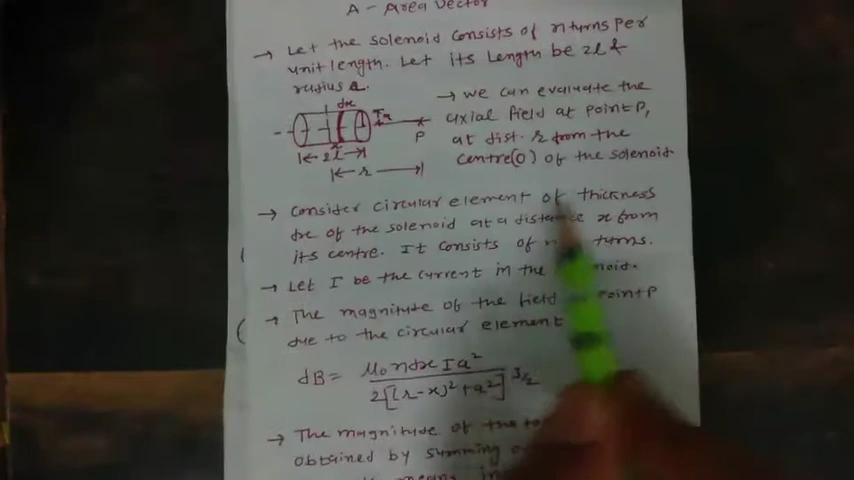 A - Area Vector
→ Let the solenoid consists of n turns per
unit length. Let its Length be 2l &
radius a.
dx
P
|← 2l →|
|← r →|
→ we can evaluate the
axial field at point P,
at dist. r from the
centre(0) of the solenoid
→ Consider circular element of thickness
dx of the solenoid at a distance x from
its centre. It consists of n turns.
→ Let I be the current in the
→ The magnitude of the field point P
due to the circular element
dB = μ₀ndx I a² / 2[(r-x)²+a²]^3/2
→ The magnitude of the
obtained by summing